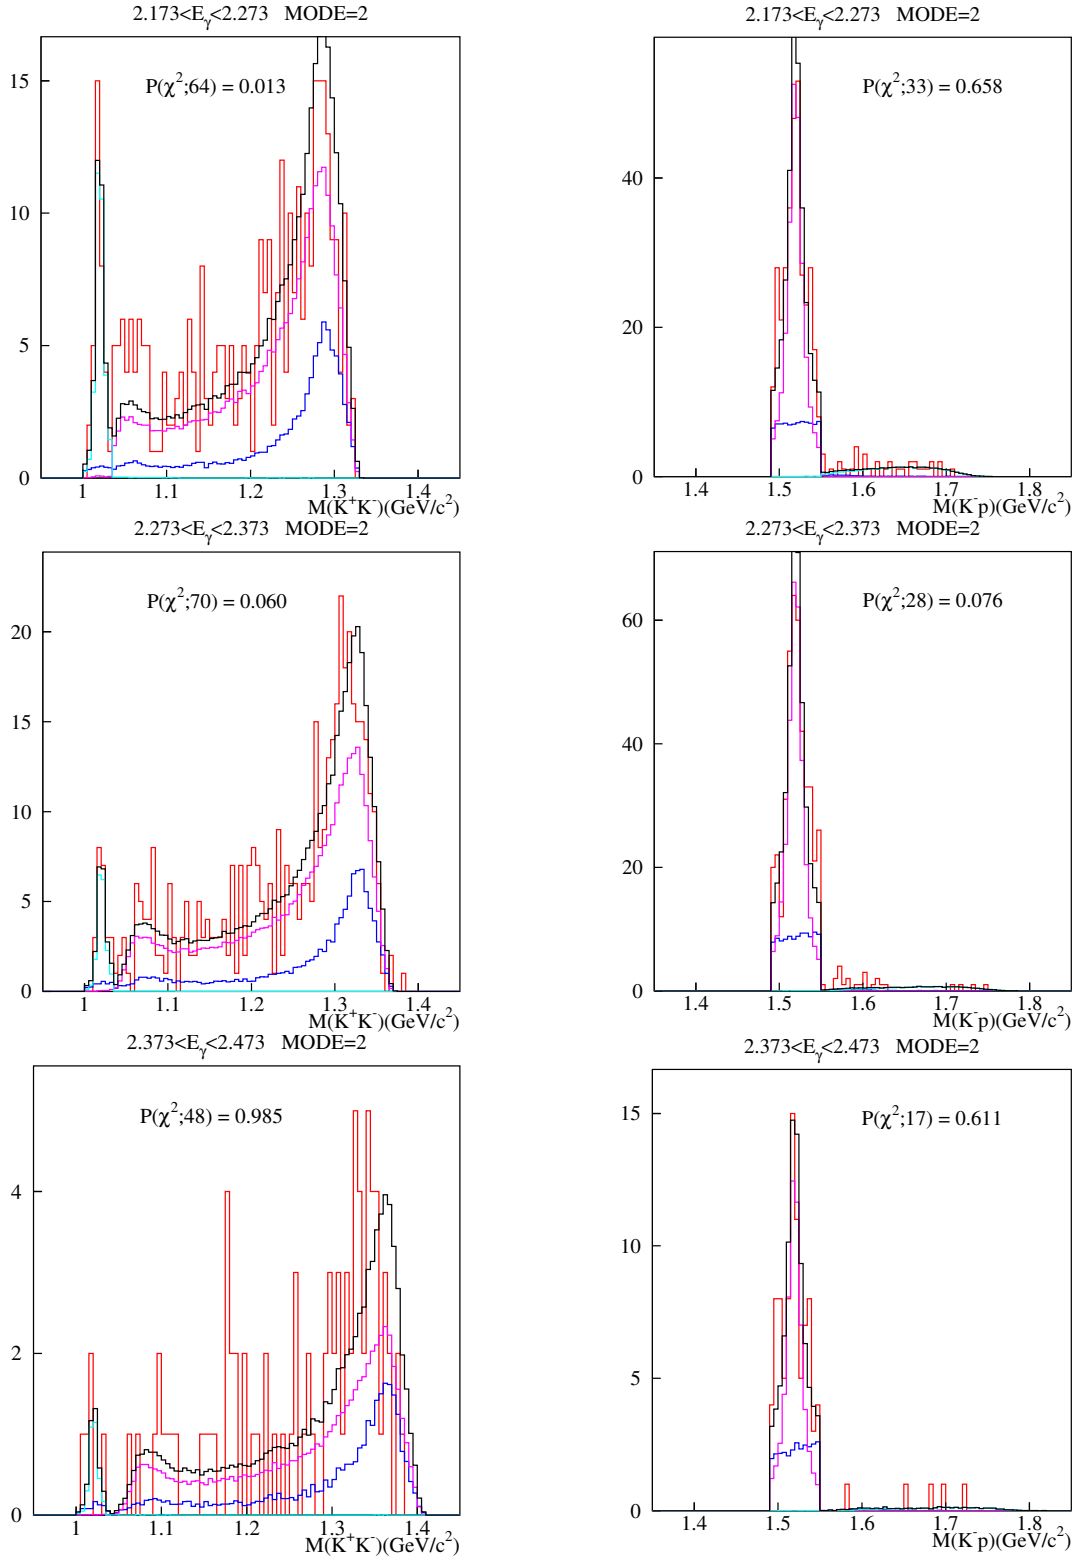 2.173<Eγ<2.273 MODE=2
P(χ²;64) = 0.013
15
10
5
0
1 1.1 1.2 1.3 1.4
M(K⁺K⁻)(GeV/c²)
2.173<Eγ<2.273 MODE=2
P(χ²;33) = 0.658
40
20
0
1.4 1.5 1.6 1.7 1.8
M(K⁻p)(GeV/c²)
2.273<Eγ<2.373 MODE=2
P(χ²;70) = 0.060
20
15
10
5
0
1 1.1 1.2 1.3 1.4
M(K⁺K⁻)(GeV/c²)
2.273<Eγ<2.373 MODE=2
P(χ²;28) = 0.076
60
40
20
0
1.4 1.5 1.6 1.7 1.8
M(K⁻p)(GeV/c²)
2.373<Eγ<2.473 MODE=2
P(χ²;48) = 0.985
4
2
0
1 1.1 1.2 1.3 1.4
M(K⁺K⁻)(GeV/c²)
2.373<Eγ<2.473 MODE=2
P(χ²;17) = 0.611
15
10
5
0
1.4 1.5 1.6 1.7 1.8
M(K⁻p)(GeV/c²)